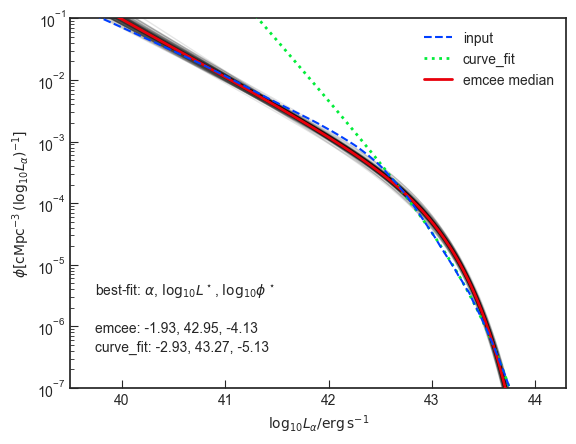 10⁻¹
10⁻²
10⁻³
10⁻⁴
10⁻⁵
10⁻⁶
10⁻⁷
ϕ[cMpc⁻³ (log₁₀Lα)⁻¹]
input
curve_fit
emcee median
best-fit: α, log₁₀L*, log₁₀ϕ*
emcee: -1.93, 42.95, -4.13
curve_fit: -2.93, 43.27, -5.13
40 41 42 43 44
log₁₀Lα/erg s⁻¹